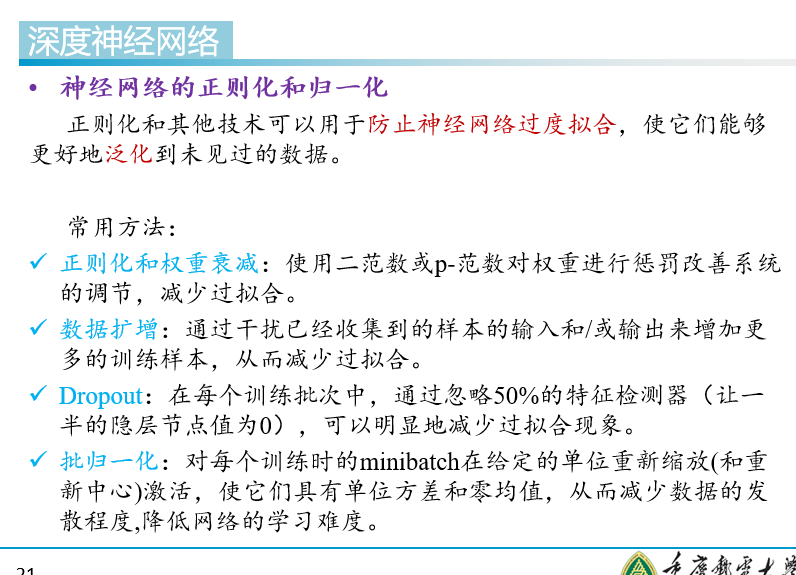 深度神经网络
• 神经网络的正则化和归一化
正则化和其他技术可以用于防止神经网络过度拟合，使它们能够
更好地泛化到未见过的数据。
常用方法：
✓ 正则化和权重衰减：使用二范数或p-范数对权重进行惩罚改善系统
的调节，减少过拟合。
✓ 数据扩增：通过干扰已经收集到的样本的输入和/或输出来增加更
多的训练样本，从而减少过拟合。
✓ Dropout：在每个训练批次中，通过忽略50%的特征检测器（让一
半的隐层节点值为0），可以明显地减少过拟合现象。
✓ 批归一化：对每个训练时的minibatch在给定的单位重新缩放(和重
新中心)激活，使它们具有单位方差和零均值，从而减少数据的发
散程度,降低网络的学习难度。
21
重庆邮电大学